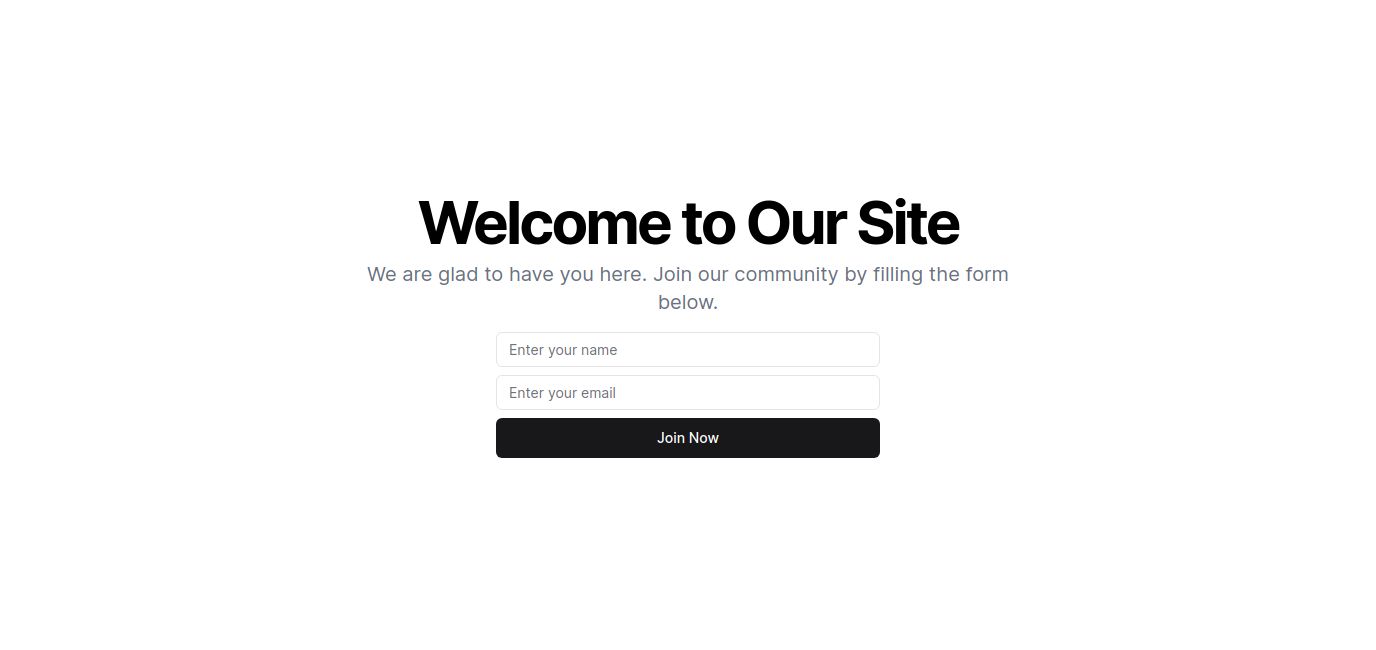 Welcome to Our Site
We are glad to have you here. Join our community by filling the form
below.
Enter your name
Enter your email
Join Now